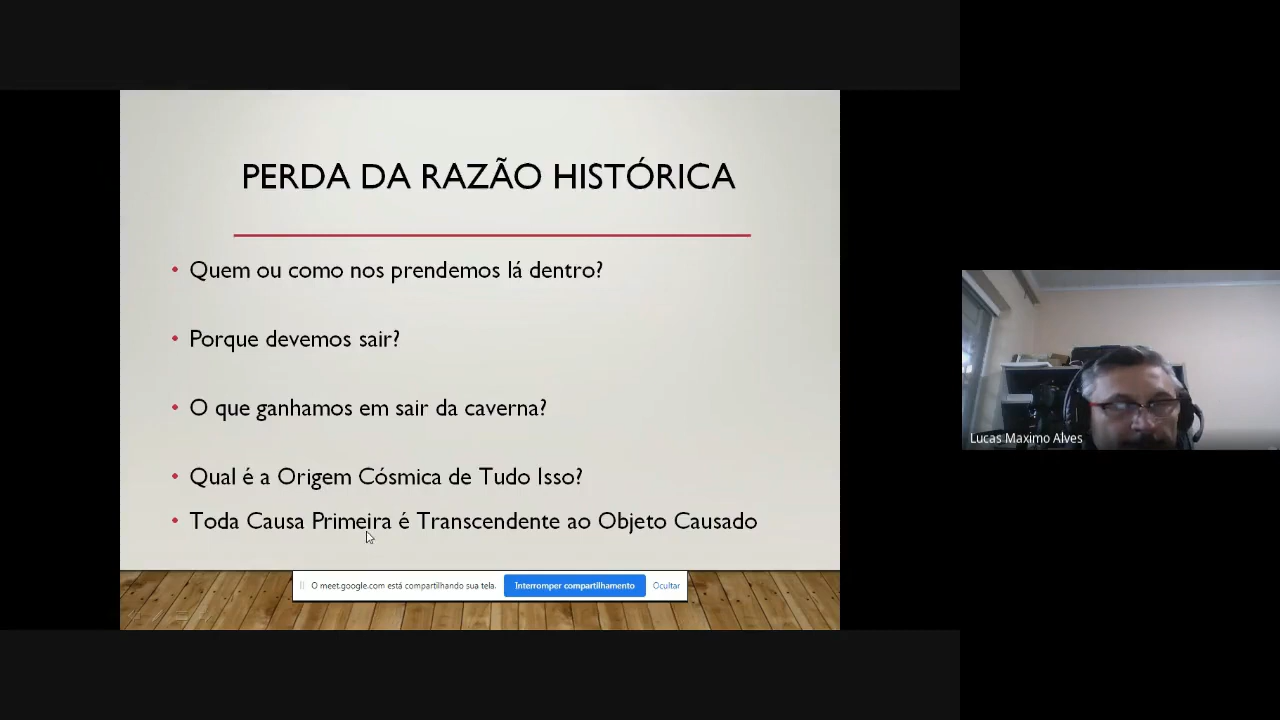 PERDA DA RAZÃO HISTÓRICA
• Quem ou como nos prendemos lá dentro?
• Porque devemos sair?
• O que ganhamos em sair da caverna?
• Qual é a Origem Cósmica de Tudo Isso?
• Toda Causa Primeira é Transcendente ao Objeto Causado
O meet.google.com está compartilhando sua tela. Interromper compartilhamento Ocultar
Lucas Maximo Alves